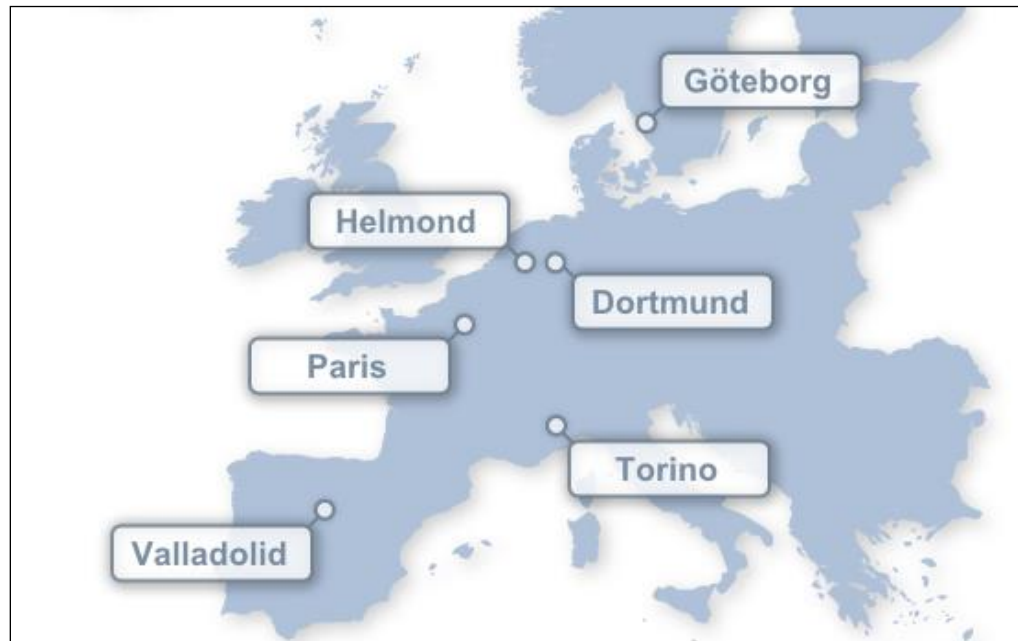 Göteborg
Helmond
Dortmund
Paris
Torino
Valladolid